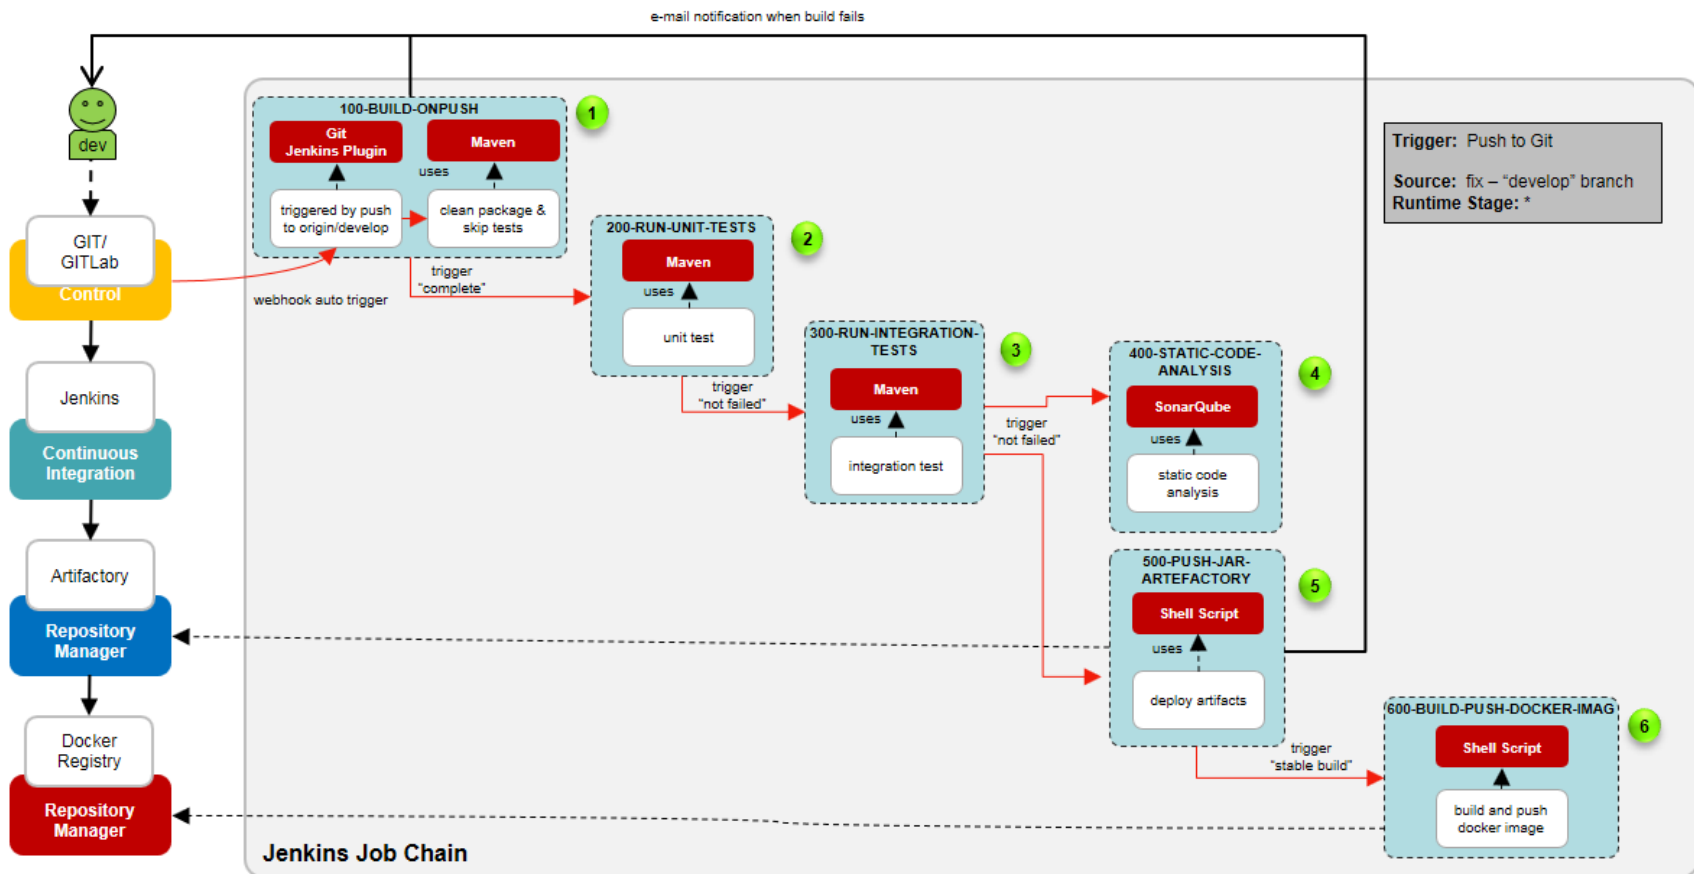 e-mail notification when build fails
dev
GIT/
GITLab
Control
Jenkins
Continuous
Integration
Artifactory
Repository
Manager
Docker
Registry
Repository
Manager
100-BUILD-ONPUSH
1
Git
Jenkins Plugin
Maven
uses
triggered by push
to origin/develop
clean package &
skip tests
webhook auto trigger
trigger
"complete"
200-RUN-UNIT-TESTS
2
Maven
uses
unit test
trigger
"not failed"
300-RUN-INTEGRATION-
TESTS
3
Maven
uses
integration test
trigger
"not failed"
400-STATIC-CODE-
ANALYSIS
4
SonarQube
uses
static code
analysis
500-PUSH-JAR-
ARTEFACTORY
5
Shell Script
uses
deploy artifacts
trigger
"stable build"
600-BUILD-PUSH-DOCKER-IMAG
6
Shell Script
build and push
docker image
Trigger: Push to Git
Source: fix – "develop" branch
Runtime Stage: *
Jenkins Job Chain